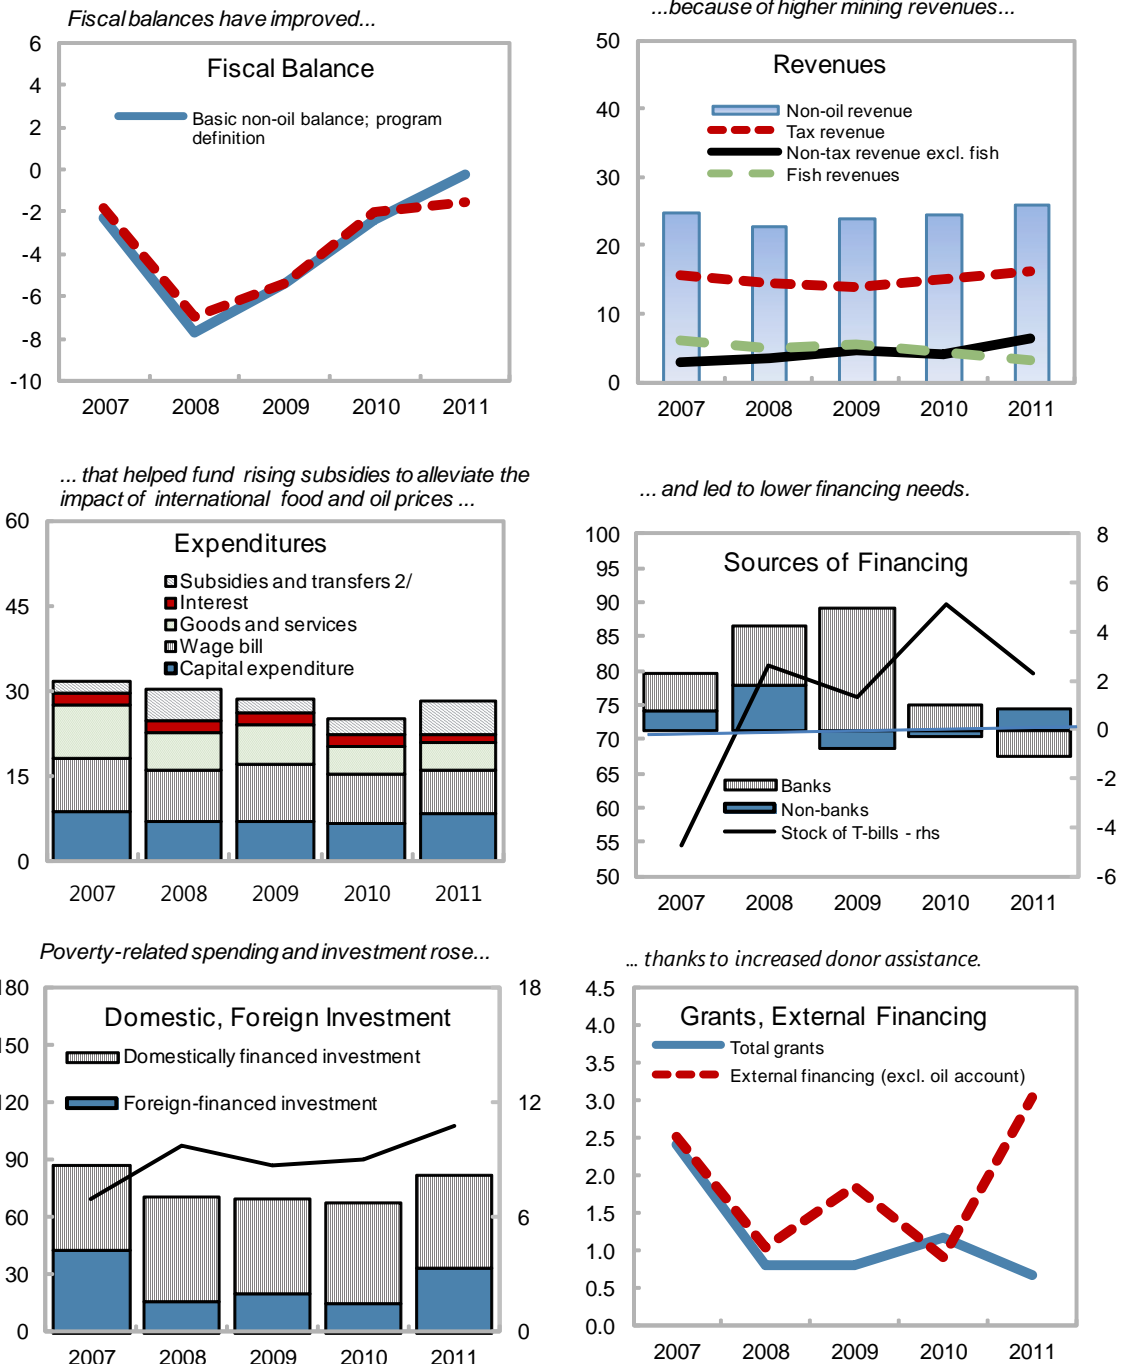 Fiscal balances have improved...
Fiscal Balance
Basic non-oil balance; program
definition
6
4
2
0
-2
-4
-6
-8
-10
2007 2008 2009 2010 2011
...because of higher mining revenues...
Revenues
Non-oil revenue
Tax revenue
Non-tax revenue excl. fish
Fish revenues
50
40
30
20
10
0
2007 2008 2009 2010 2011
... that helped fund rising subsidies to alleviate the
impact of international food and oil prices ...
Expenditures
Subsidies and transfers 2/
Interest
Goods and services
Wage bill
Capital expenditure
60
45
30
15
0
2007 2008 2009 2010 2011
... and led to lower financing needs.
Sources of Financing
100
95
90
85
80
75
70
65
60
55
50
8
6
4
2
0
-2
-4
-6
Banks
Non-banks
Stock of T-bills - rhs
2007 2008 2009 2010 2011
Poverty-related spending and investment rose...
Domestic, Foreign Investment
Domestically financed investment
Foreign-financed investment
180
150
120
90
60
30
0
18
12
6
0
2007 2008 2009 2010 2011
... thanks to increased donor assistance.
Grants, External Financing
Total grants
External financing (excl. oil account)
4.5
4.0
3.5
3.0
2.5
2.0
1.5
1.0
0.5
0.0
2007 2008 2009 2010 2011